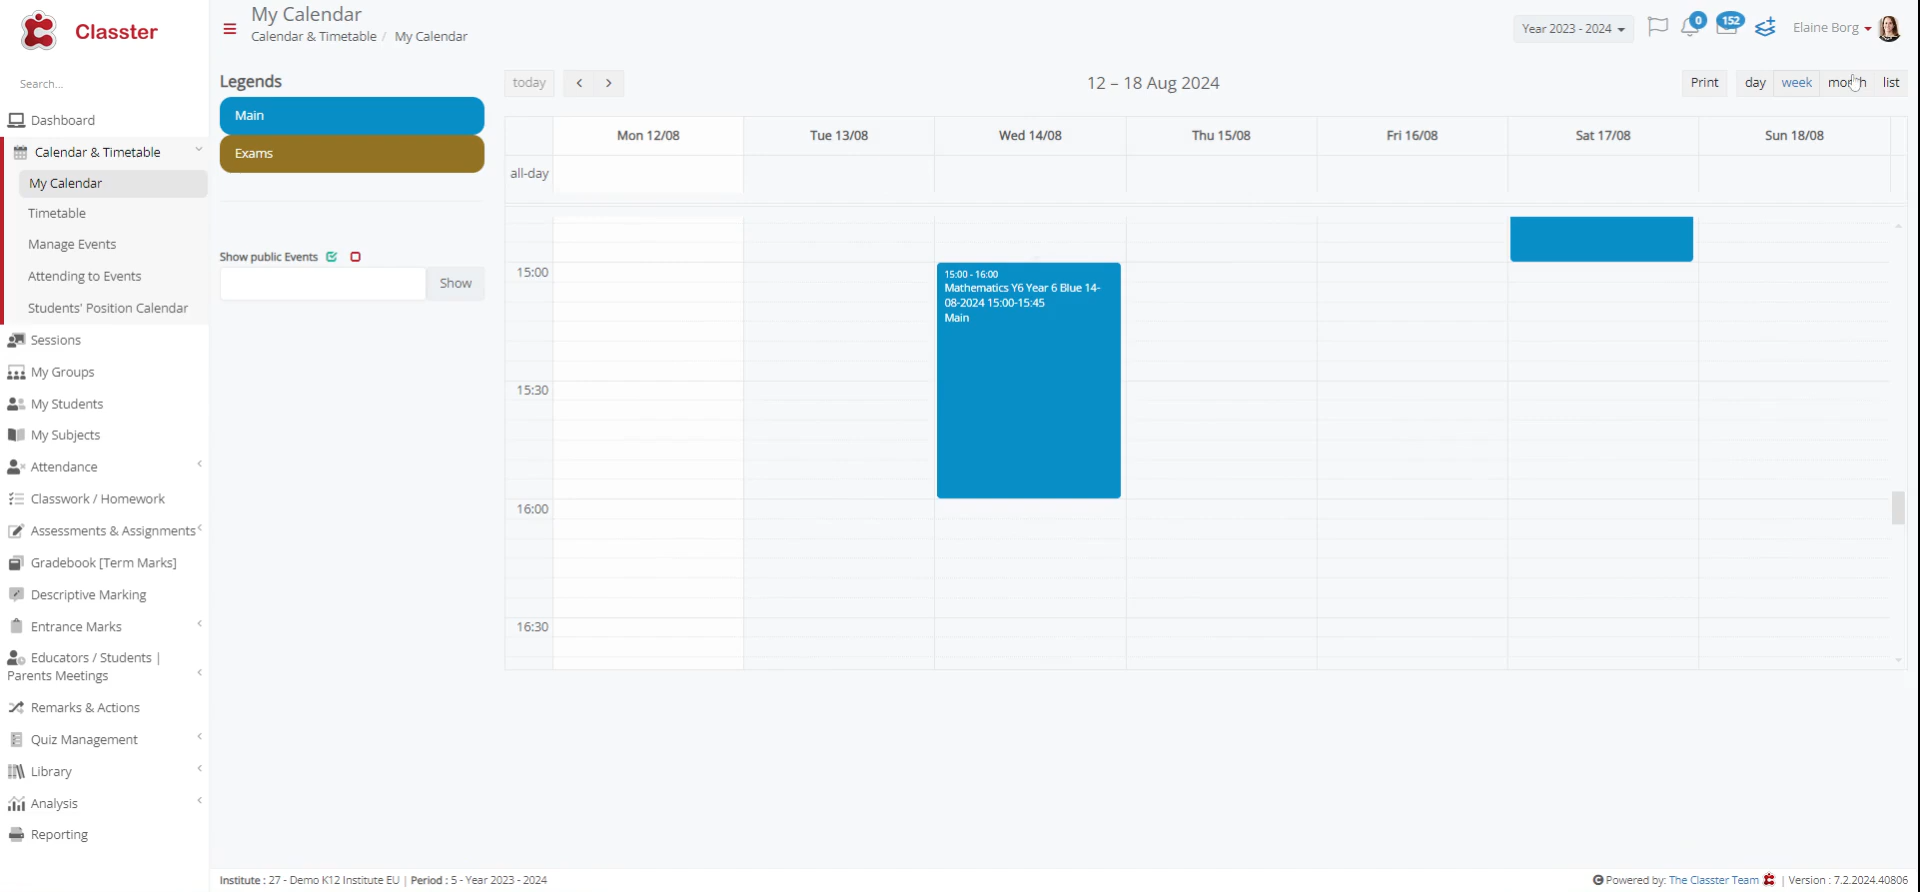 Classter
Search...
Dashboard
Calendar & Timetable
My Calendar
Timetable
Manage Events
Attending to Events
Students' Position Calendar
Sessions
My Groups
My Students
My Subjects
Attendance
Classwork / Homework
Assessments & Assignments
Gradebook [Term Marks]
Descriptive Marking
Entrance Marks
Educators / Students |
Parents Meetings
Remarks & Actions
Quiz Management
Library
Analysis
Reporting
My Calendar
Calendar & Timetable / My Calendar
Year 2023 - 2024
0
152
Elaine Borg
Legends
Main
Exams
Show public Events
Show
today
12 – 18 Aug 2024
Print
day
week
month
list
Mon 12/08
Tue 13/08
Wed 14/08
Thu 15/08
Fri 16/08
Sat 17/08
Sun 18/08
all-day
15:00
15:30
16:00
16:30
15:00 - 16:00
Mathematics Y6 Year 6 Blue 14-
08-2024 15:00-15:45
Main
Institute : 27 - Demo K12 Institute EU | Period : 5 - Year 2023 - 2024
Powered by: The Classter Team | Version : 7.2.2024.40806